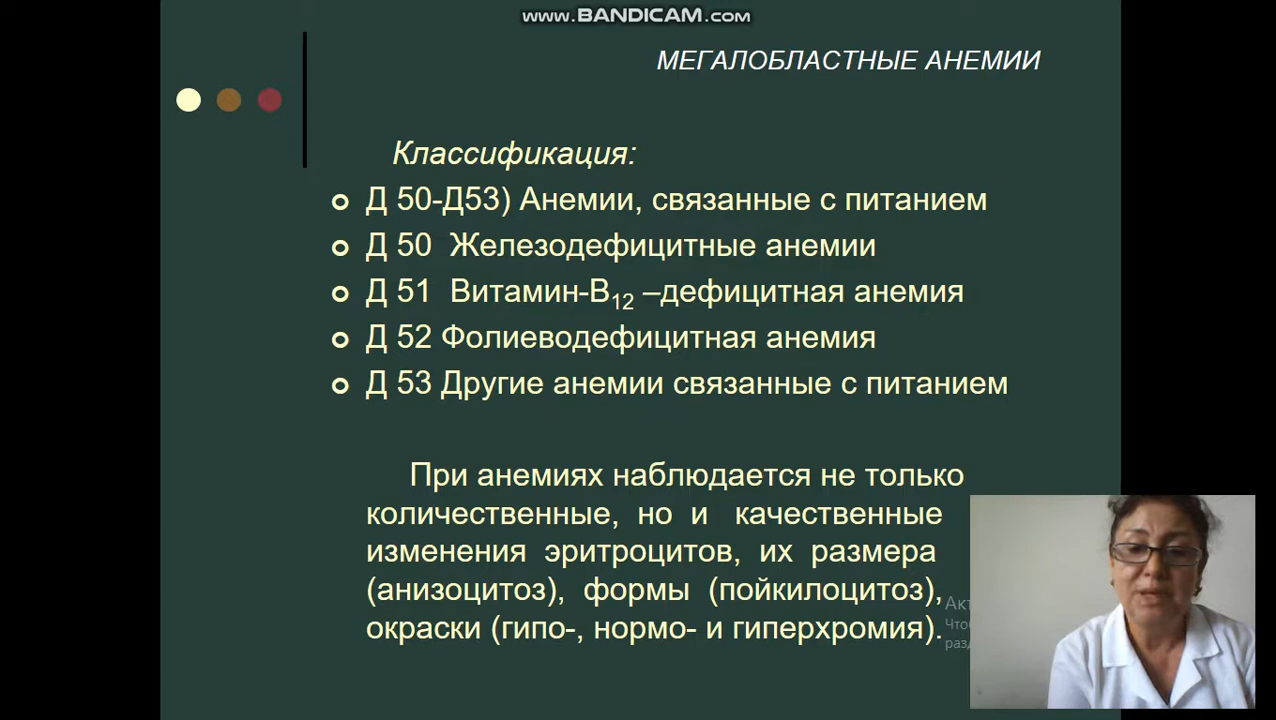 www.BANDICAM.com
МЕГАЛОБЛАСТНЫЕ АНЕМИИ
Классификация:
Д 50-Д53) Анемии, связанные с питанием
Д 50 Железодефицитные анемии
Д 51 Витамин-В12 –дефицитная анемия
Д 52 Фолиеводефицитная анемия
Д 53 Другие анемии связанные с питанием
При анемиях наблюдается не только
количественные, но и качественные
изменения эритроцитов, их размера
(анизоцитоз), формы (пойкилоцитоз),
окраски (гипо-, нормо- и гиперхромия).